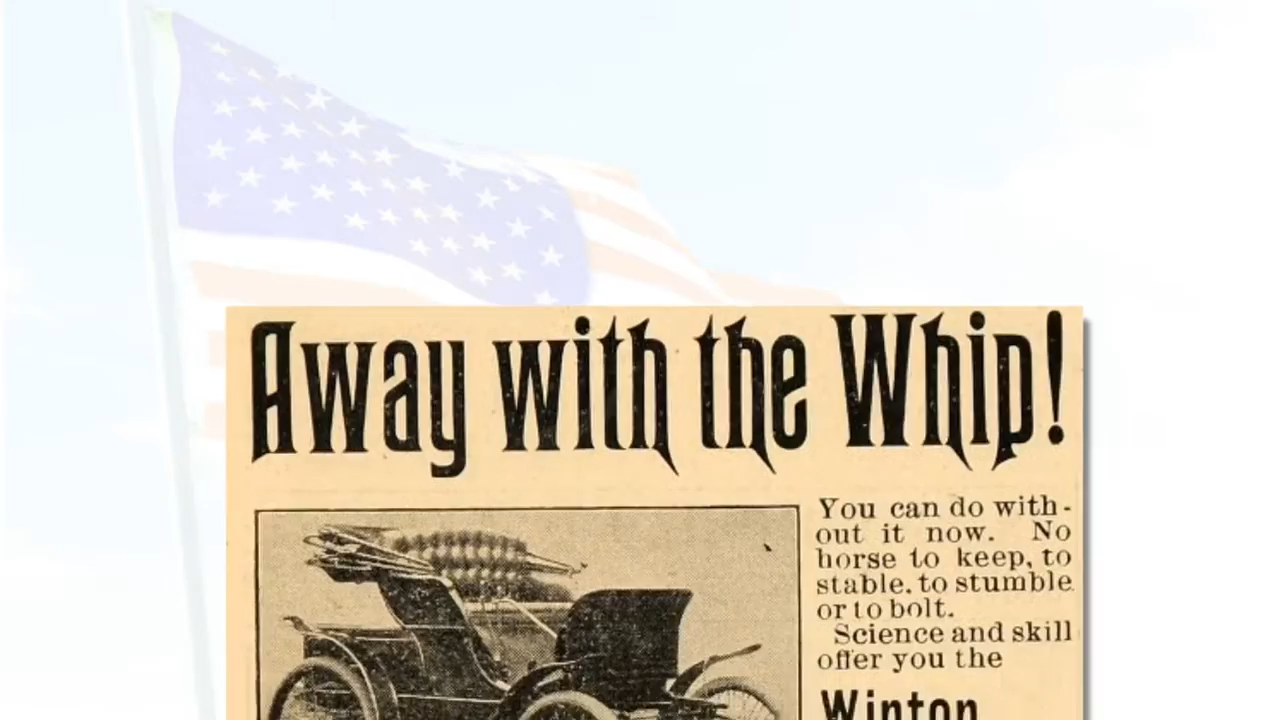 Away with the Whip!
You can do with-
out it now. No
horse to keep, to
stable, to stumble
or to bolt.
Science and skill
offer you the
Winton